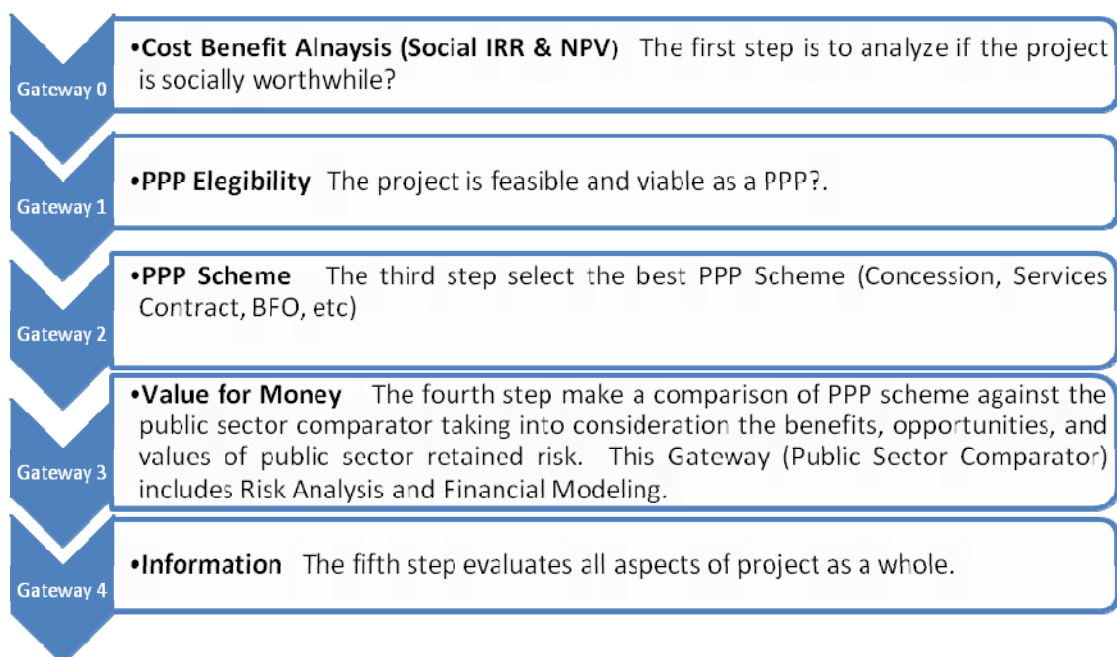 Gateway 0
•Cost Benefit Alnaysis (Social IRR & NPV) The first step is to analyze if the project
is socially worthwhile?
Gateway 1
•PPP Elegibility The project is feasible and viable as a PPP?.
Gateway 2
•PPP Scheme The third step select the best PPP Scheme (Concession, Services
Contract, BFO, etc)
Gateway 3
•Value for Money The fourth step make a comparison of PPP scheme against the
public sector comparator taking into consideration the benefits, opportunities, and
values of public sector retained risk. This Gateway (Public Sector Comparator)
includes Risk Analysis and Financial Modeling.
Gateway 4
•Information The fifth step evaluates all aspects of project as a whole.